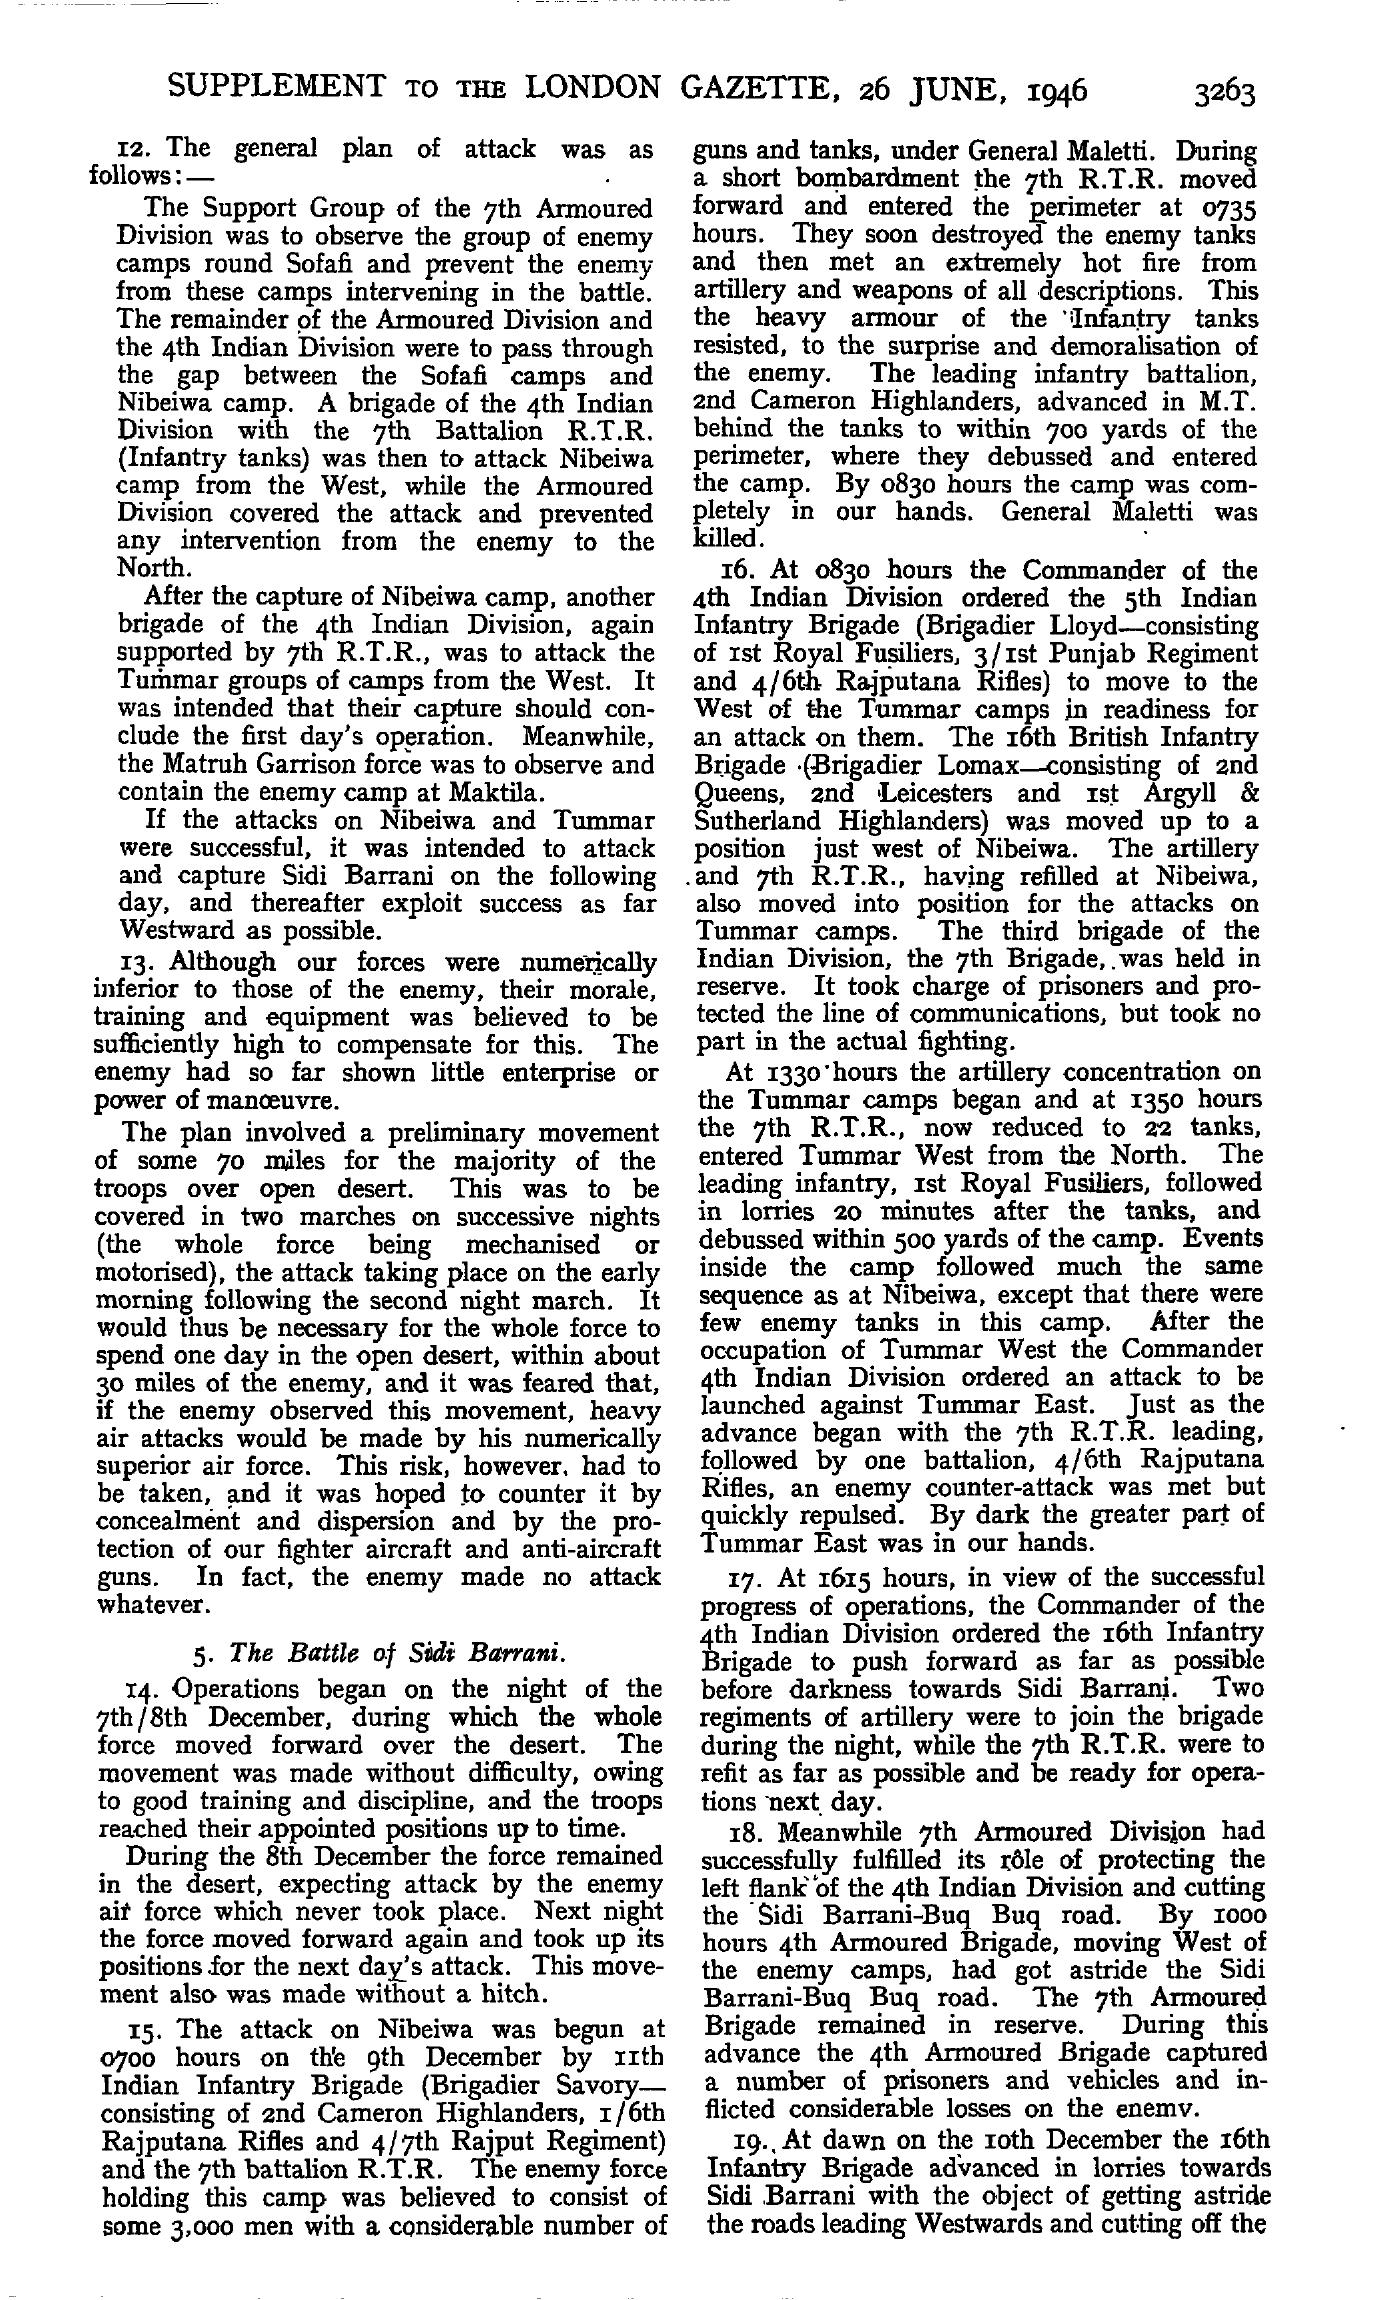 SUPPLEMENT TO THE LONDON GAZETTE, 26 JUNE, 1946 3263
12. The general plan of attack was as
follows:—
The Support Group of the 7th Armoured
Division was to observe the group of enemy
camps round Sofafi and prevent the enemy
from these camps intervening in the battle.
The remainder of the Armoured Division and
the 4th Indian Division were to pass through
the gap between the Sofafi camps and
Nibeiwa camp. A brigade of the 4th Indian
Division with the 7th Battalion R.T.R.
(Infantry tanks) was then to attack Nibeiwa
camp from the West, while the Armoured
Division covered the attack and prevented
any intervention from the enemy to the
North.
After the capture of Nibeiwa camp, another
brigade of the 4th Indian Division, again
supported by 7th R.T.R., was to attack the
Tummar groups of camps from the West. It
was intended that their capture should con-
clude the first day's operation. Meanwhile,
the Matruh Garrison force was to observe and
contain the enemy camp at Maktila.
If the attacks on Nibeiwa and Tummar
were successful, it was intended to attack
and capture Sidi Barrani on the following
day, and thereafter exploit success as far
Westward as possible.
13. Although our forces were numerically
inferior to those of the enemy, their morale,
training and equipment was believed to be
sufficiently high to compensate for this. The
enemy had so far shown little enterprise or
power of manœuvre.
The plan involved a preliminary movement
of some 70 miles for the majority of the
troops over open desert. This was to be
covered in two marches on successive nights
(the whole force being mechanised or
motorised), the attack taking place on the early
morning following the second night march. It
would thus be necessary for the whole force to
spend one day in the open desert, within about
30 miles of the enemy, and it was feared that,
if the enemy observed this movement, heavy
air attacks would be made by his numerically
superior air force. This risk, however, had to
be taken, and it was hoped to counter it by
concealment and dispersion and by the pro-
tection of our fighter aircraft and anti-aircraft
guns. In fact, the enemy made no attack
whatever.
5. The Battle of Sidi Barrani.
14. Operations began on the night of the
7th/8th December, during which the whole
force moved forward over the desert. The
movement was made without difficulty, owing
to good training and discipline, and the troops
reached their appointed positions up to time.
During the 8th December the force remained
in the desert, expecting attack by the enemy
air force which never took place. Next night
the force moved forward again and took up its
positions for the next day's attack. This move-
ment also was made without a hitch.
15. The attack on Nibeiwa was begun at
0700 hours on the 9th December by 11th
Indian Infantry Brigade (Brigadier Savory—
consisting of 2nd Cameron Highlanders, 1/6th
Rajputana Rifles and 4/7th Rajput Regiment)
and the 7th battalion R.T.R. The enemy force
holding this camp was believed to consist of
some 3,000 men with a considerable number of
guns and tanks, under General Maletti. During
a short bombardment the 7th R.T.R. moved
forward and entered the perimeter at 0735
hours. They soon destroyed the enemy tanks
and then met an extremely hot fire from
artillery and weapons of all descriptions. This
the heavy armour of the Infantry tanks
resisted, to the surprise and demoralisation of
the enemy. The leading infantry battalion,
2nd Cameron Highlanders, advanced in M.T.
behind the tanks to within 700 yards of the
perimeter, where they debussed and entered
the camp. By 0830 hours the camp was com-
pletely in our hands. General Maletti was
killed.
16. At 0830 hours the Commander of the
4th Indian Division ordered the 5th Indian
Infantry Brigade (Brigadier Lloyd—consisting
of 1st Royal Fusiliers, 3/1st Punjab Regiment
and 4/6th Rajputana Rifles) to move to the
West of the Tummar camps in readiness for
an attack on them. The 16th British Infantry
Brigade (Brigadier Lomax—consisting of 2nd
Queens, 2nd Leicesters and 1st Argyll &
Sutherland Highlanders) was moved up to a
position just west of Nibeiwa. The artillery
and 7th R.T.R., having refilled at Nibeiwa,
also moved into position for the attacks on
Tummar camps. The third brigade of the
Indian Division, the 7th Brigade, was held in
reserve. It took charge of prisoners and pro-
tected the line of communications, but took no
part in the actual fighting.
At 1330 hours the artillery concentration on
the Tummar camps began and at 1350 hours
the 7th R.T.R., now reduced to 22 tanks,
entered Tummar West from the North. The
leading infantry, 1st Royal Fusiliers, followed
in lorries 20 minutes after the tanks, and
debussed within 500 yards of the camp. Events
inside the camp followed much the same
sequence as at Nibeiwa, except that there were
few enemy tanks in this camp. After the
occupation of Tummar West the Commander
4th Indian Division ordered an attack to be
launched against Tummar East. Just as the
advance began with the 7th R.T.R. leading,
followed by one battalion, 4/6th Rajputana
Rifles, an enemy counter-attack was met but
quickly repulsed. By dark the greater part of
Tummar East was in our hands.
17. At 1615 hours, in view of the successful
progress of operations, the Commander of the
4th Indian Division ordered the 16th Infantry
Brigade to push forward as far as possible
before darkness towards Sidi Barrani. Two
regiments of artillery were to join the brigade
during the night, while the 7th R.T.R. were to
refit as far as possible and be ready for opera-
tions next day.
18. Meanwhile 7th Armoured Division had
successfully fulfilled its rôle of protecting the
left flank of the 4th Indian Division and cutting
the Sidi Barrani-Buq Buq road. By 1000
hours 4th Armoured Brigade, moving West of
the enemy camps, had got astride the Sidi
Barrani-Buq Buq road. The 7th Armoured
Brigade remained in reserve. During this
advance the 4th Armoured Brigade captured
a number of prisoners and vehicles and in-
flicted considerable losses on the enemy.
19. At dawn on the 10th December the 16th
Infantry Brigade advanced in lorries towards
Sidi Barrani with the object of getting astride
the roads leading Westwards and cutting off the